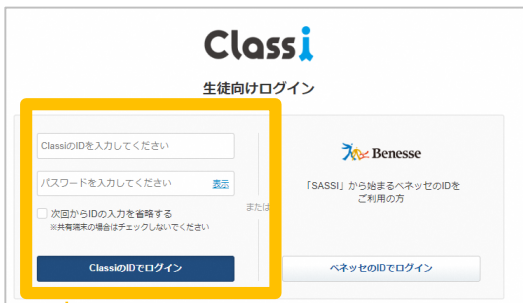 Classi
生徒向けログイン
ClassiのIDを入力してください
パスワードを入力してください 表示
次回からIDの入力を省略する
※共有端末の場合はチェックしないでください
ClassiのIDでログイン
または
Benesse
「SASSI」から始まるベネッセのIDを
ご利用の方
ベネッセのIDでログイン